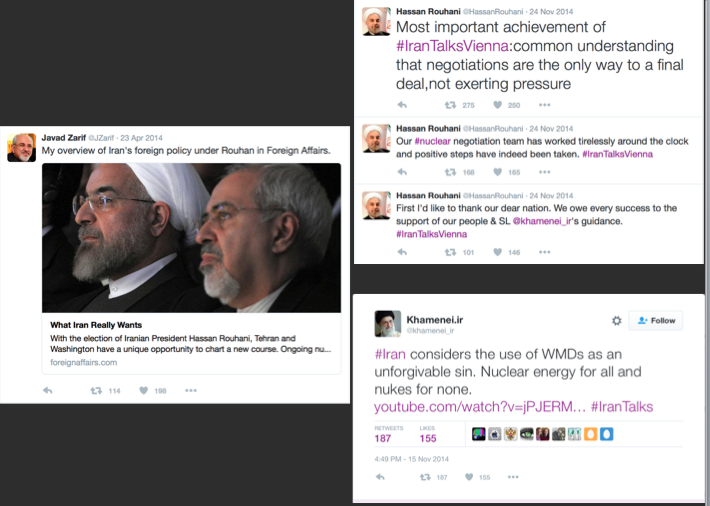 Javad Zarif @JZarif · 23 Apr 2014
My overview of Iran's foreign policy under Rouhan in Foreign Affairs.
What Iran Really Wants
With the election of Iranian President Hassan Rouhani, Tehran and
Washington have a unique opportunity to chart a new course. Ongoing nu...
foreignaffairs.com
114 198
Hassan Rouhani @HassanRouhani · 24 Nov 2014
Most important achievement of
#IranTalksVienna:common understanding
that negotiations are the only way to a final
deal,not exerting pressure
275 250
Hassan Rouhani @HassanRouhani · 24 Nov 2014
Our #nuclear negotiation team has worked tirelessly around the clock
and positive steps have indeed been taken. #IranTalksVienna
168 165
Hassan Rouhani @HassanRouhani · 24 Nov 2014
First I'd like to thank our dear nation. We owe every success to the
support of our people & SL @khamenei_ir's guidance.
#IranTalksVienna
101 146
Khamenei.ir
@khamenei_ir
Follow
#Iran considers the use of WMDs as an
unforgivable sin. Nuclear energy for all and
nukes for none.
youtube.com/watch?v=jPJERM... #IranTalks
RETWEETS LIKES
187 155
4:49 PM - 15 Nov 2014
187 155